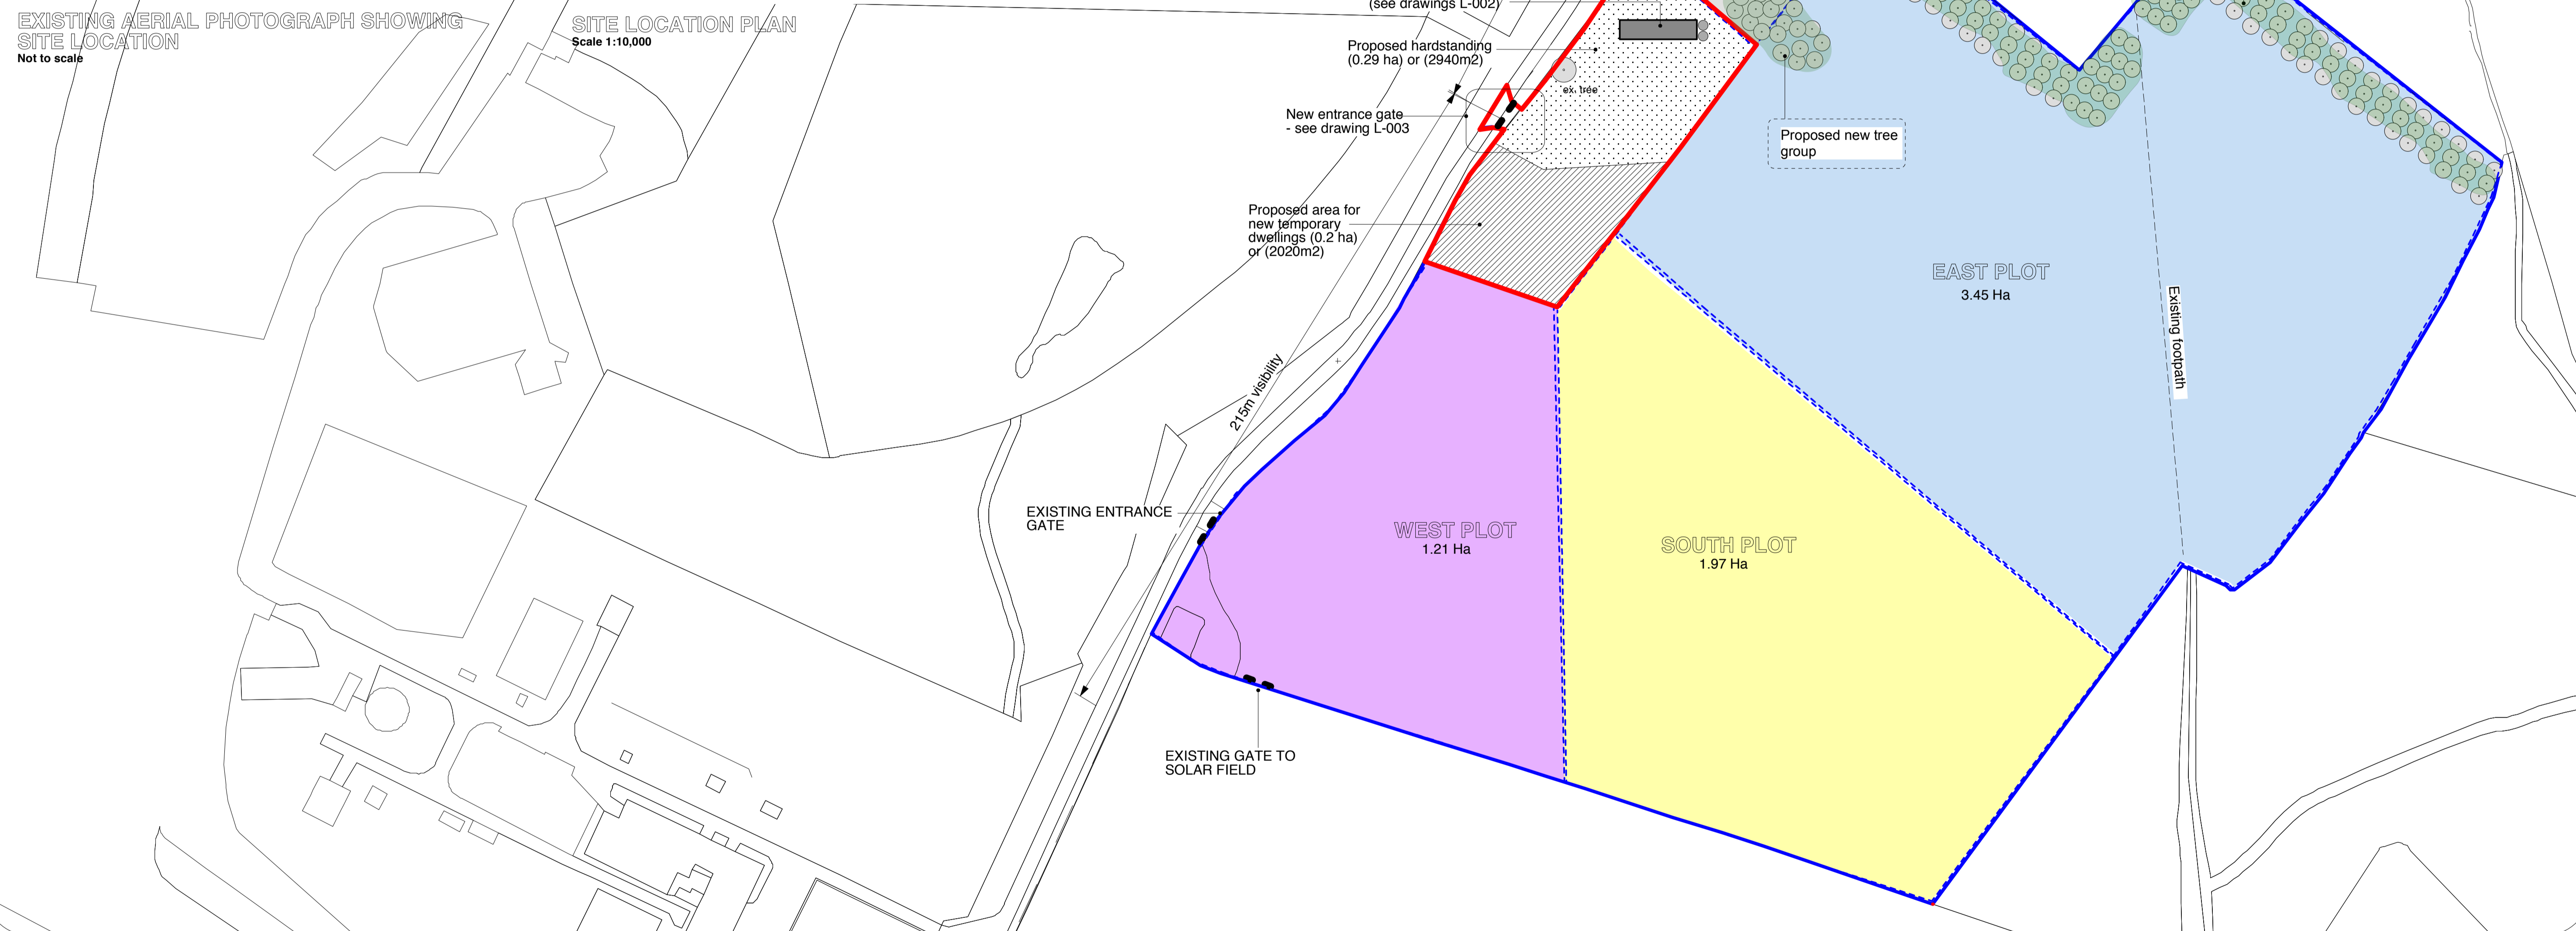 EXISTING AERIAL PHOTOGRAPH SHOWING
SITE LOCATION
Not to scale
SITE LOCATION PLAN
Scale 1:10,000
(see drawings L-002)
Proposed hardstanding
(0.29 ha) or (2940m2)
ex. tree
New entrance gate
- see drawing L-003
Proposed new tree
group
Proposed area for
new temporary
dwellings (0.2 ha)
or (2020m2)
EAST PLOT
3.45 Ha
Existing footpath
215m visibility
EXISTING ENTRANCE
GATE
WEST PLOT
1.21 Ha
SOUTH PLOT
1.97 Ha
EXISTING GATE TO
SOLAR FIELD